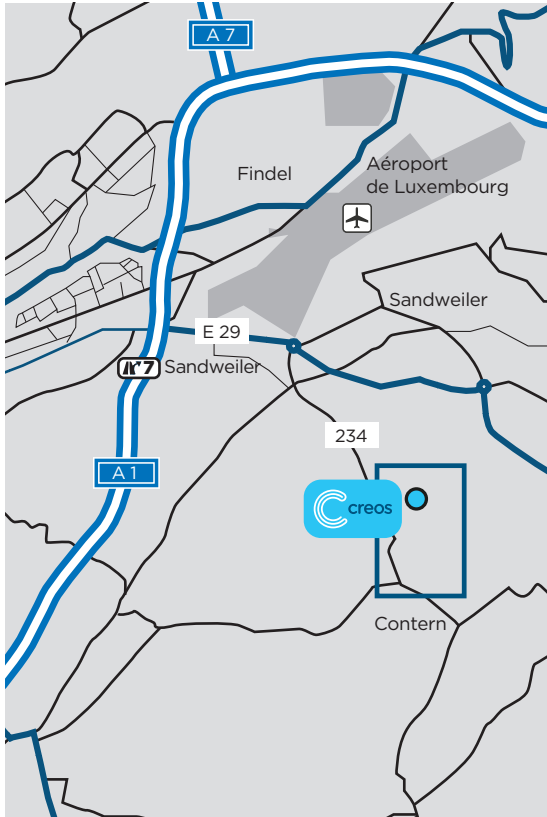 A 7
Findel
Aéroport
de Luxembourg
Sandweiler
E 29
7
Sandweiler
234
A 1
creos
Contern